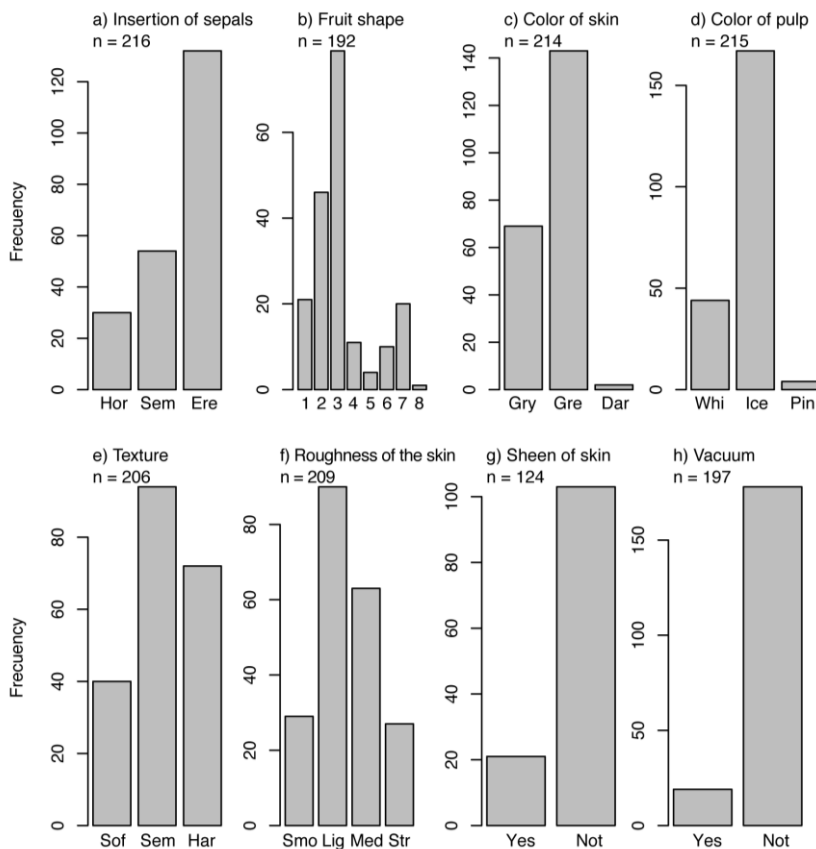 a) Insertion of sepals
n = 216
Frecuency
0 20 40 60 80 100 120
Hor Sem Ere
b) Fruit shape
n = 192
0 20 40 60
1 2 3 4 5 6 7 8
c) Color of skin
n = 214
0 20 40 60 80 100 120 140
Gry Gre Dar
d) Color of pulp
n = 215
0 50 100 150
Whi Ice Pin
e) Texture
n = 206
Frecuency
0 20 40 60 80
Sof Sem Har
f) Roughness of the skin
n = 209
0 20 40 60 80
Smo Lig Med Str
g) Sheen of skin
n = 124
0 20 40 60 80 100
Yes Not
h) Vacuum
n = 197
0 50 100 150
Yes Not